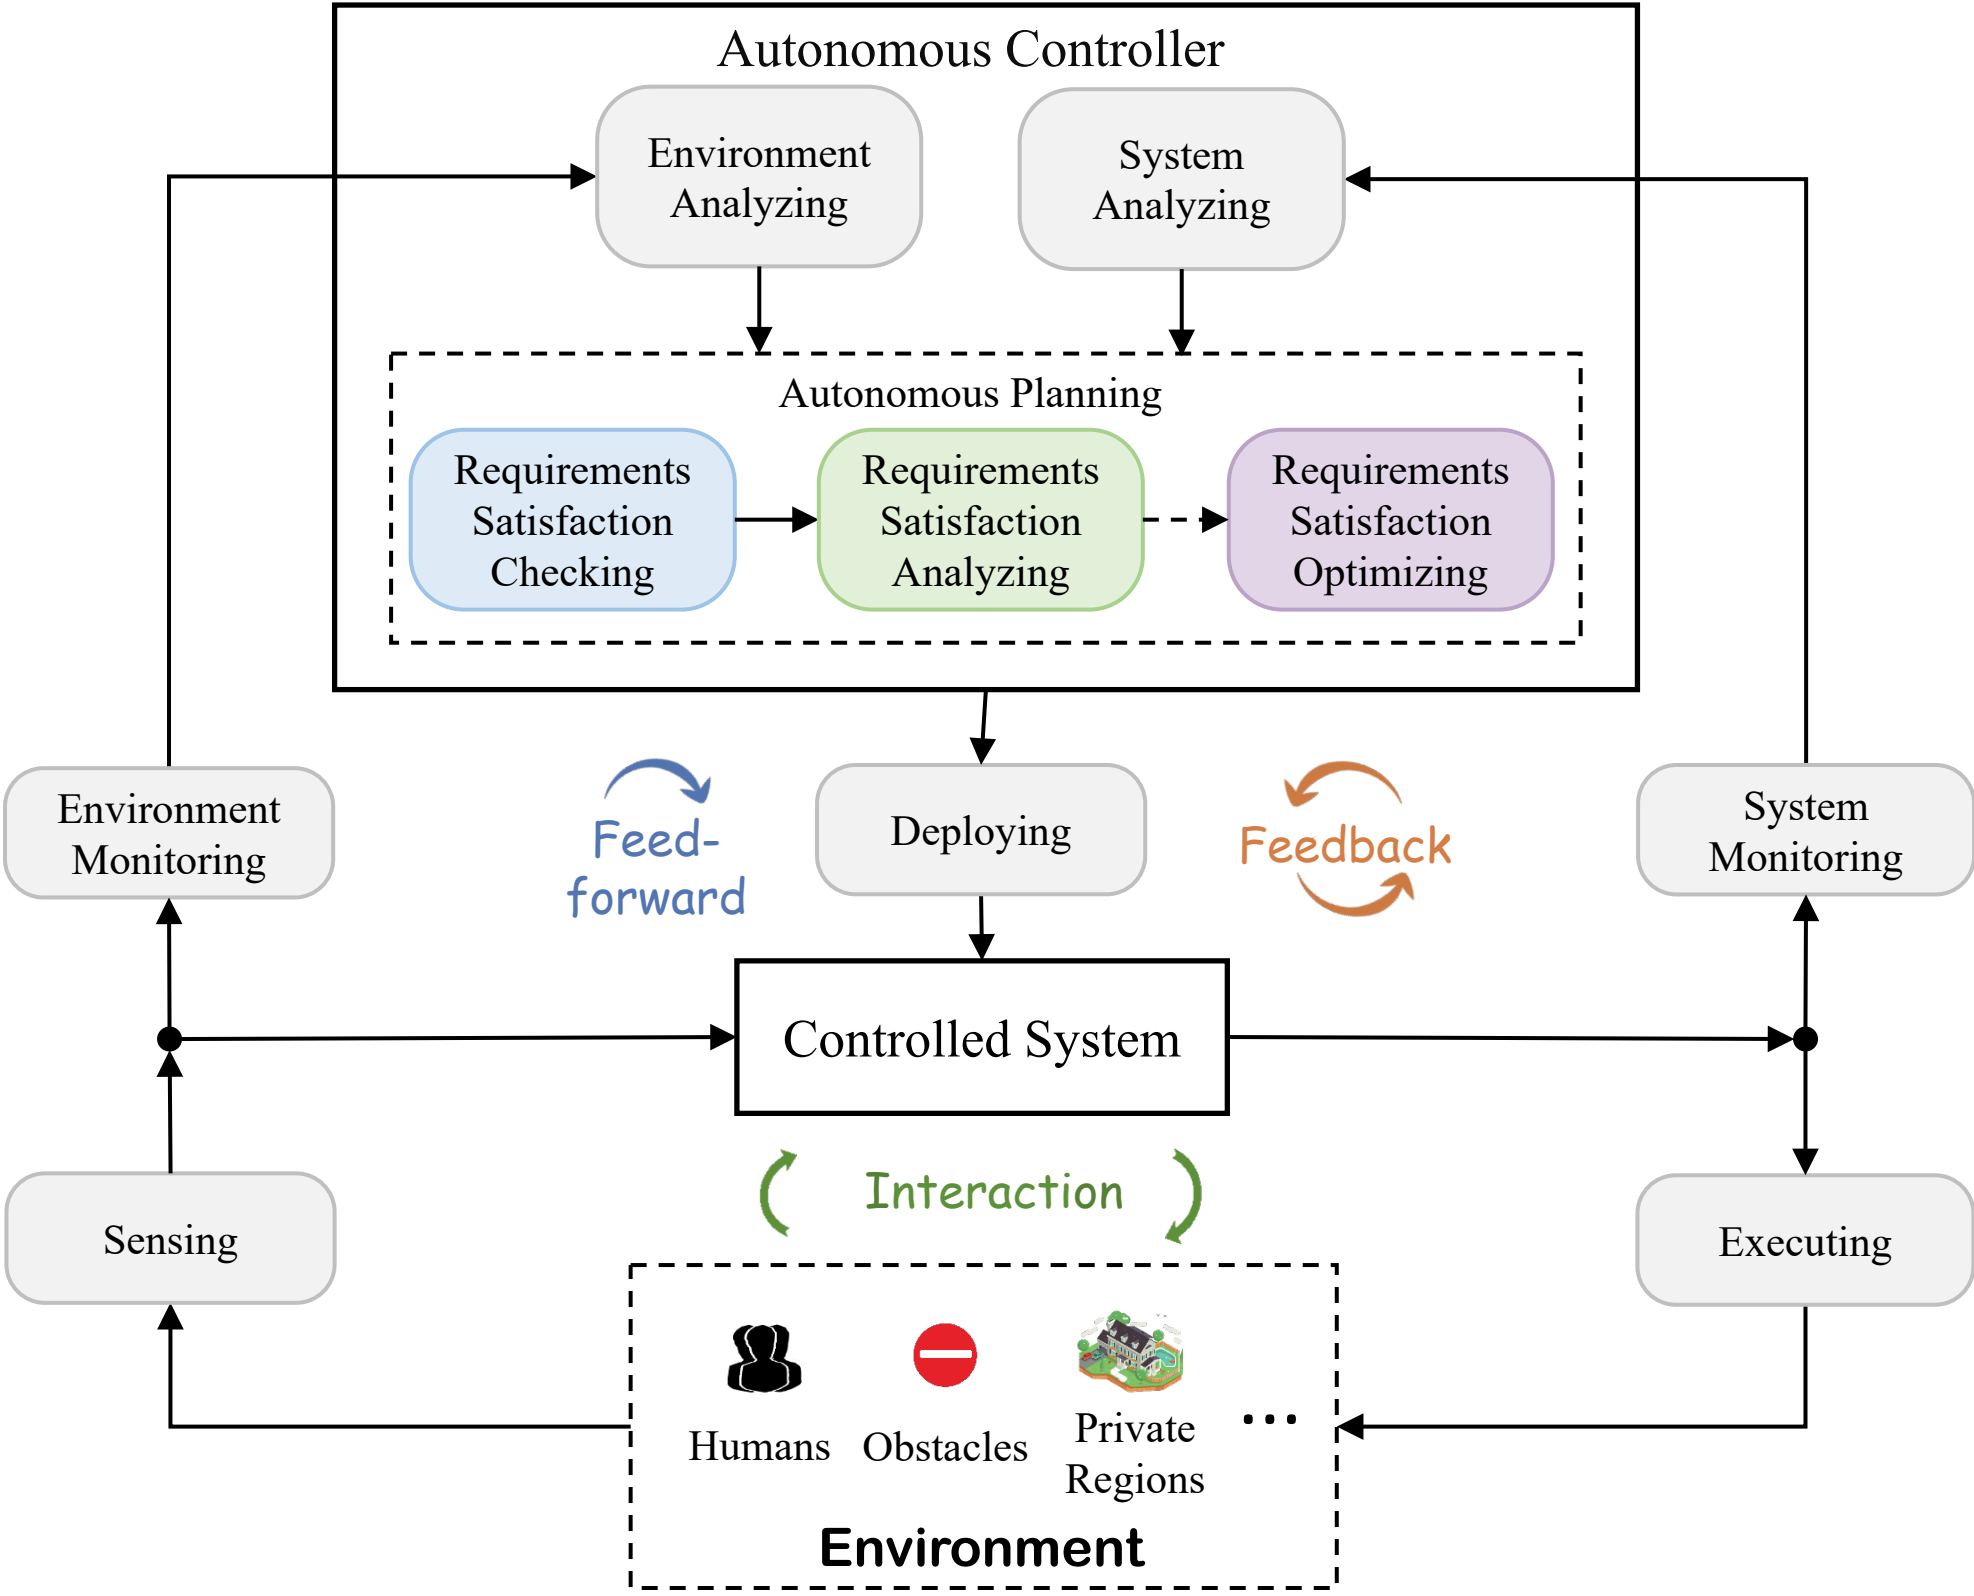 Autonomous Controller
Environment
Analyzing
System
Analyzing
Autonomous Planning
Requirements
Satisfaction
Checking
Requirements
Satisfaction
Analyzing
Requirements
Satisfaction
Optimizing
Environment
Monitoring
Feed-
forward
Deploying
Feedback
System
Monitoring
Controlled System
Sensing
Interaction
Executing
Humans
Obstacles
Private
Regions
...
Environment